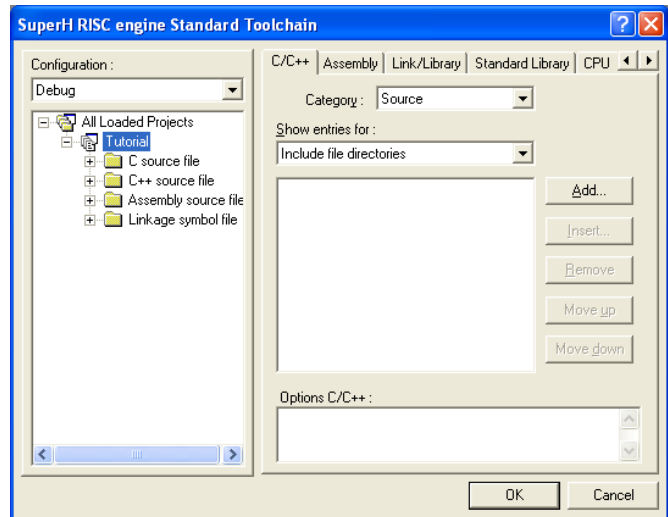 SuperH RISC engine Standard Toolchain
Configuration :
Debug
All Loaded Projects
Tutorial
C source file
C++ source file
Assembly source file
Linkage symbol file
C/C++ Assembly Link/Library Standard Library CPU
Category : Source
Show entries for :
Include file directories
Add...
Insert...
Remove
Move up
Move down
Options C/C++ :
OK Cancel